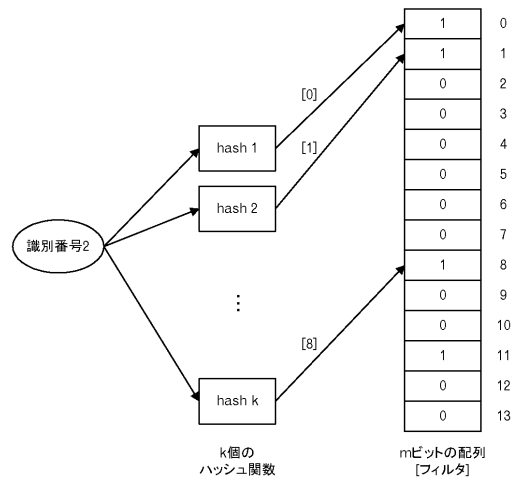 識別番号2
hash 1
hash 2
⋮
hash k
[0]
[1]
[8]
1 0
1 1
0 2
0 3
0 4
0 5
0 6
0 7
1 8
0 9
0 10
1 11
0 12
0 13
k個の
ハッシュ関数
mビットの配列
[フィルタ]